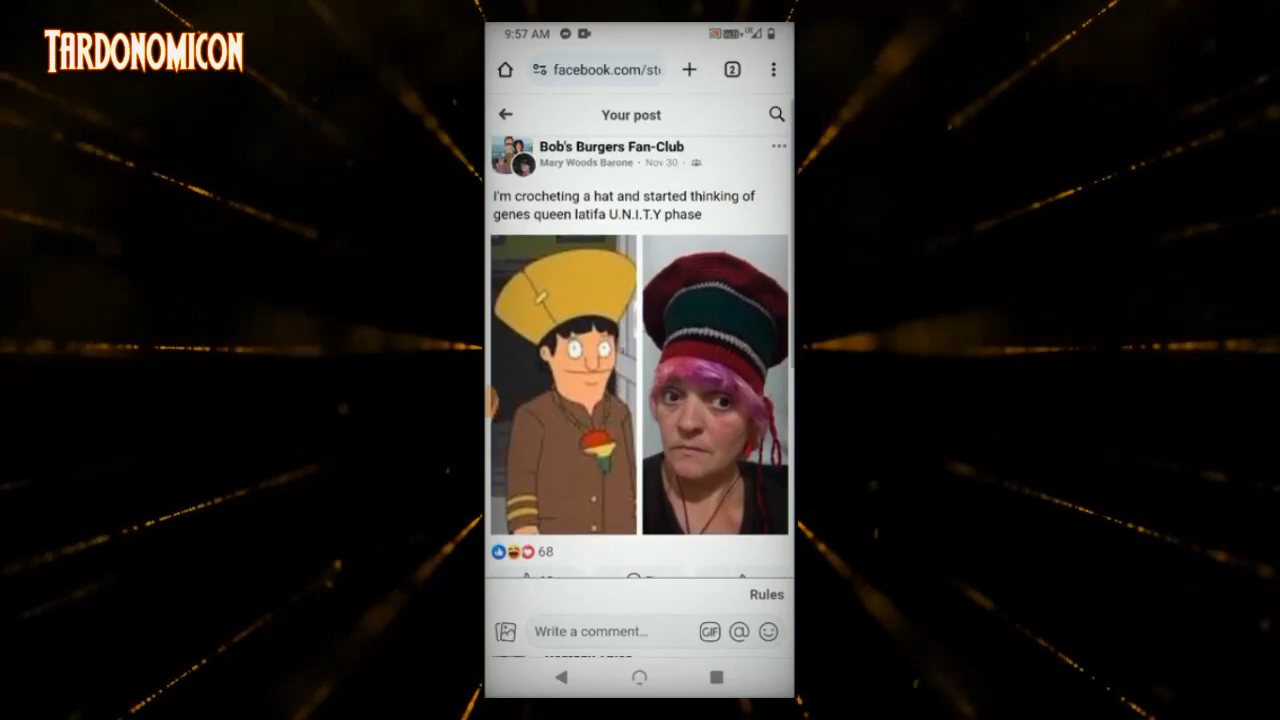 TARDONOMICON
9:57 AM
facebook.com/st
2
Your post
Bob's Burgers Fan-Club
Mary Woods Barone · Nov 30 ·
I'm crocheting a hat and started thinking of
genes queen latifa U.N.I.T.Y phase
68
Rules
Write a comment...
GIF